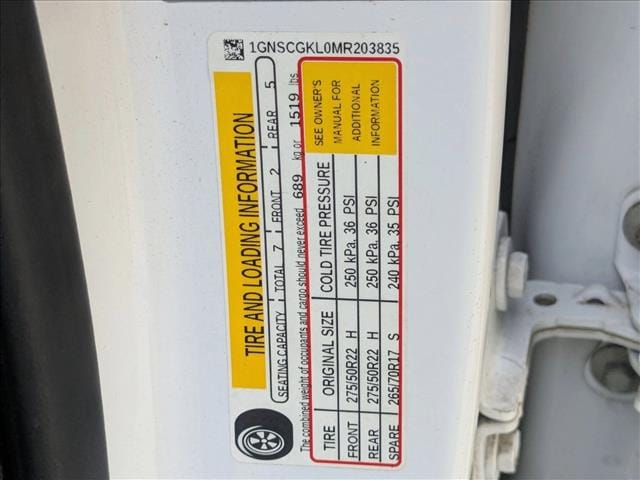 1GNSCGKL0MR203835
TIRE AND LOADING INFORMATION
SEATING CAPACITY TOTAL 7 FRONT 2 REAR 5
The combined weight of occupants and cargo should never exceed 689 kg or 1519 lbs
TIRE ORIGINAL SIZE COLD TIRE PRESSURE
FRONT 275/50R22 H 250 kPa, 36 PSI
REAR 275/50R22 H 250 kPa, 36 PSI
SPARE 265/70R17 S 240 kPa, 35 PSI
SEE OWNER'S
MANUAL FOR
ADDITIONAL
INFORMATION